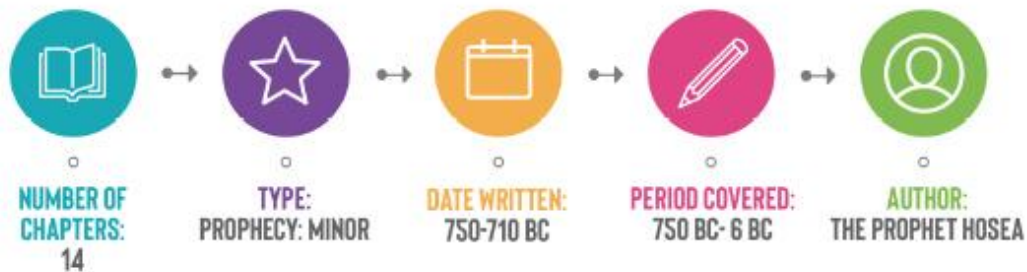 NUMBER OF
CHAPTERS:
14
TYPE:
PROPHECY: MINOR
DATE WRITTEN:
750-710 BC
PERIOD COVERED:
750 BC- 6 BC
AUTHOR:
THE PROPHET HOSEA